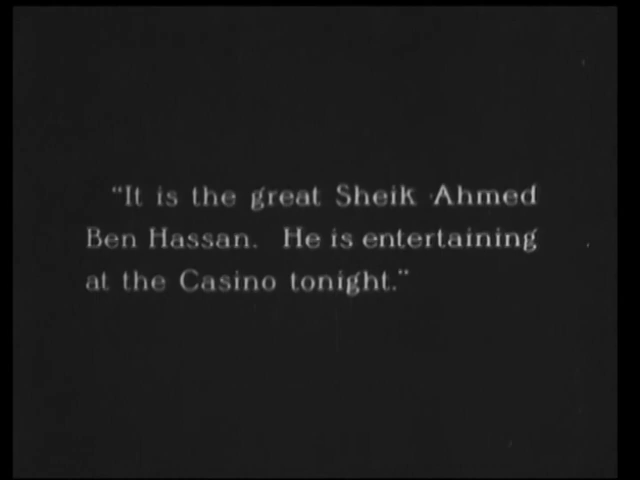 "It is the great Sheik Ahmed
Ben Hassan. He is entertaining
at the Casino tonight."